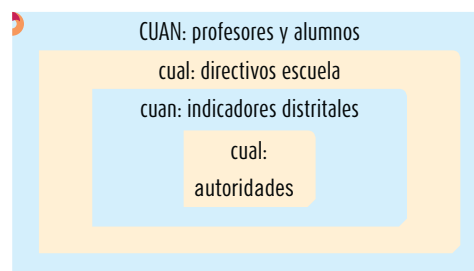 CUAN: profesores y alumnos
cual: directivos escuela
cuan: indicadores distritales
cual:
autoridades